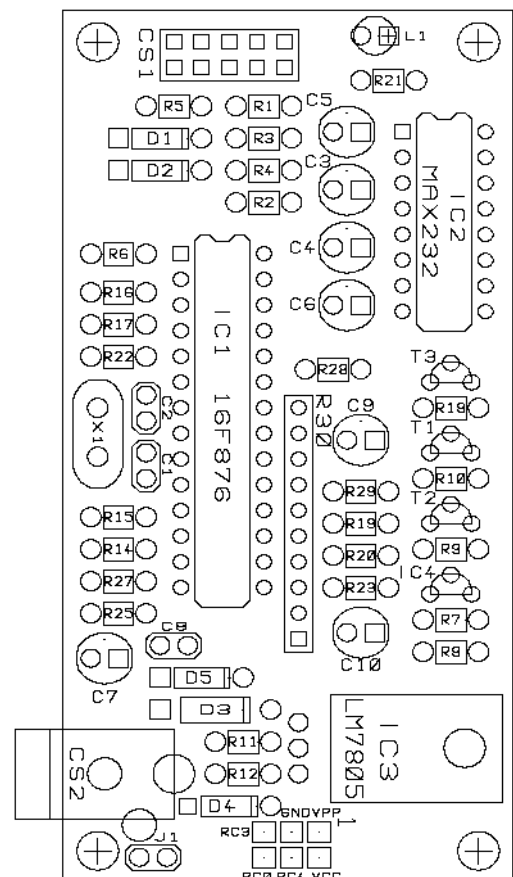 CS1
L1
R21
R5
R1
C5
D1
R3
C3
D2
R4
R2
IC2
MAX232
C4
R6
R16
C6
R17
R22
IC1 16F876
R28
T3
R30
C9
R18
T1
X1
C2
C1
R10
R29
T2
R15
R19
R14
R20
R9
R27
R23
IC4
R25
R7
C8
C10
R8
C7
D5
D3
IC3
LM7805
R11
CS2
R12
D4
GND VPP
1
RC3
J1
RC0 RC4 VCC